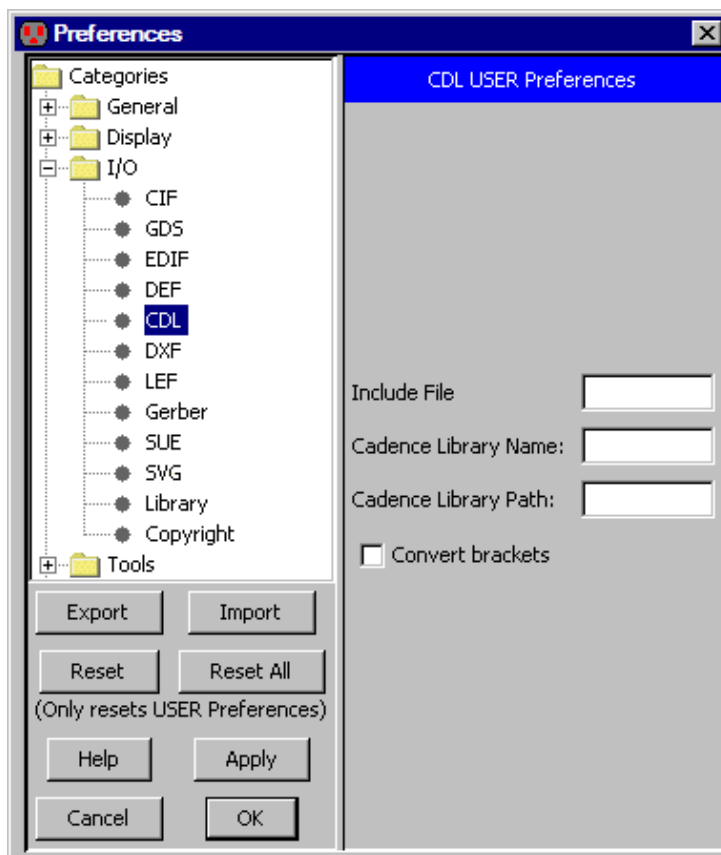 Preferences
Categories
General
Display
I/O
CIF
GDS
EDIF
DEF
CDL
DXF
LEF
Gerber
SUE
SVG
Library
Copyright
Tools
Export Import
Reset Reset All
(Only resets USER Preferences)
Help Apply
Cancel OK
CDL USER Preferences
Include File
Cadence Library Name:
Cadence Library Path:
Convert brackets